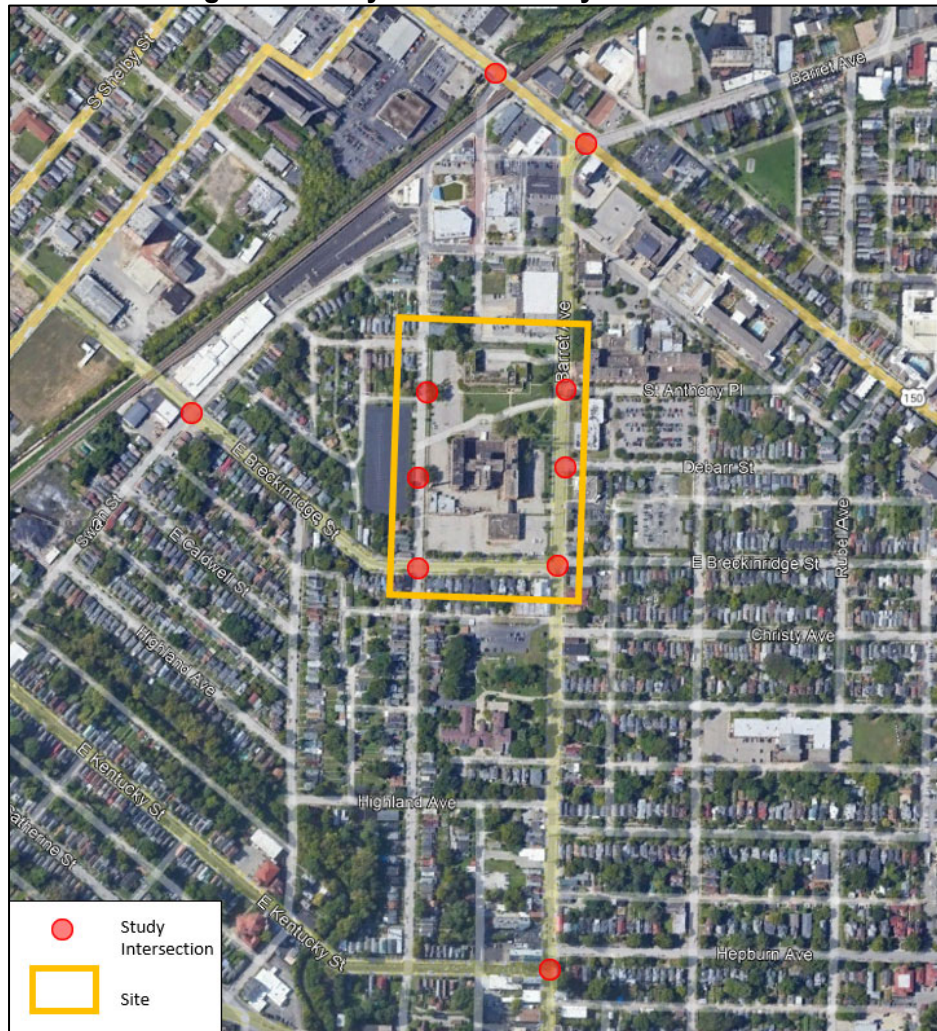 S Shelby St
Barret Ave
Barret Ave
St Anthony Pl
150
Debarr St
E Breckinridge St
Swan St
E Caldwell St
E Breckinridge St
Rubel Ave
Christy Ave
Highland Ave
Highland Ave
E Kentucky St
E Kentucky St
Hepburn Ave
Study
Intersection
Site